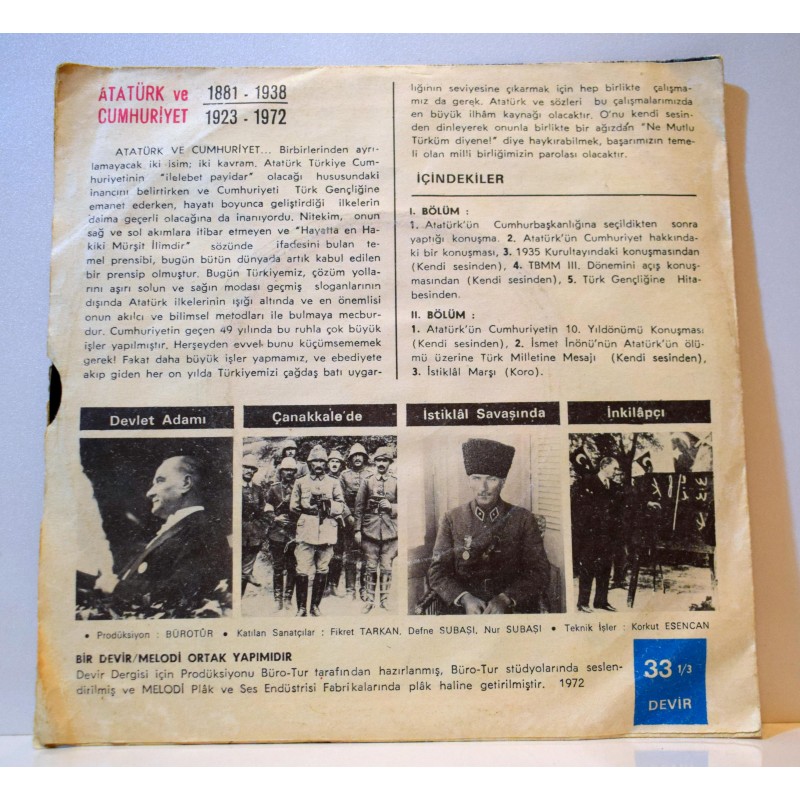 ATATÜRK ve 1881 - 1938
CUMHURİYET 1923 - 1972
ATATÜRK VE CUMHURİYET... Birbirlerinden ayrı-
lamayacak iki isim; iki kavram. Atatürk Türkiye Cum-
huriyetinin "ilelebet payidar" olacağı hususundaki
inancını belirtirken ve Cumhuriyeti Türk Gençliğine
emanet ederken, hayatı boyunca geliştirdiği ilkelerin
daima geçerli olacağına da inanıyordu. Nitekim, onun
sağ ve sol akımlara itibar etmeyen ve "Hayatta en Ha-
kiki Mürşit İlimdir" sözünde ifadesini bulan te-
mel prensibi, bugün bütün dünyada artık kabul edilen
bir prensip olmuştur. Bugün Türkiyemiz, çözüm yolla-
rını aşırı solun ve sağın modası geçmiş sloganlarının
dışında Atatürk ilkelerinin ışığı altında ve en önemlisi
onun akılcı ve bilimsel metodları ile bulmaya mecbur-
dur. Cumhuriyetin geçen 49 yılında bu ruhla çok büyük
işler yapılmıştır. Herşeyden evvel bunu küçümsememek
gerek! Fakat daha büyük işler yapmamız, ve ebediyete
akıp giden her on yılda Türkiyemizi çağdaş batı uygar-
lığının seviyesine çıkarmak için hep birlikte çalışma-
mız da gerek. Atatürk ve sözleri bu çalışmalarımızda
en büyük ilhâm kaynağı olacaktır. O'nu kendi sesin-
den dinleyerek onunla birlikte bir ağızdan "Ne Mutlu
Türküm diyene!" diye haykırabilmek, başarımızın teme-
li olan milli birliğimizin parolası olacaktır.
İÇİNDEKİLER
I. BÖLÜM :
1. Atatürk'ün Cumhurbaşkanlığına seçildikten sonra
yaptığı konuşma. 2. Atatürk'ün Cumhuriyet hakkında-
ki bir konuşması, 3. 1935 Kurultayındaki konuşmasından
(Kendi sesinden), 4. TBMM III. Dönemini açış konuş-
masından (Kendi sesinden), 5. Türk Gençliğine Hita-
besinden.
II. BÖLÜM :
1. Atatürk'ün Cumhuriyetin 10. Yıldönümü Konuşması
(Kendi sesinden), 2. İsmet İnönü'nün Atatürk'ün ölü-
mü üzerine Türk Milletine Mesajı (Kendi sesinden),
3. İstiklâl Marşı (Koro).
Devlet Adamı
Çanakkale'de
İstiklâl Savaşında
İnkilâpçı
• Prodüksiyon : BÜROTÜR • Katılan Sanatçılar : Fikret TARKAN, Defne SUBAŞI, Nur SUBAŞI • Teknik İşler : Korkut ESENCAN
BİR DEVİR/MELODİ ORTAK YAPIMIDIR
Devir Dergisi için Prodüksiyonu Büro-Tur tarafından hazırlanmış, Büro-Tur stüdyolarında seslen-
dirilmiş ve MELODİ Plâk ve Ses Endüstrisi Fabrikalarında plâk haline getirilmiştir. 1972
33 1/3
DEVİR